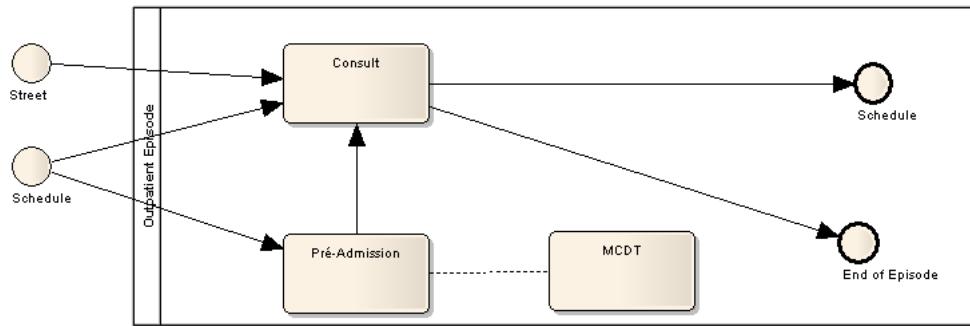 Street
Schedule
Outpatient Episode
Consult
Pré-Admission
MCDT
Schedule
End of Episode